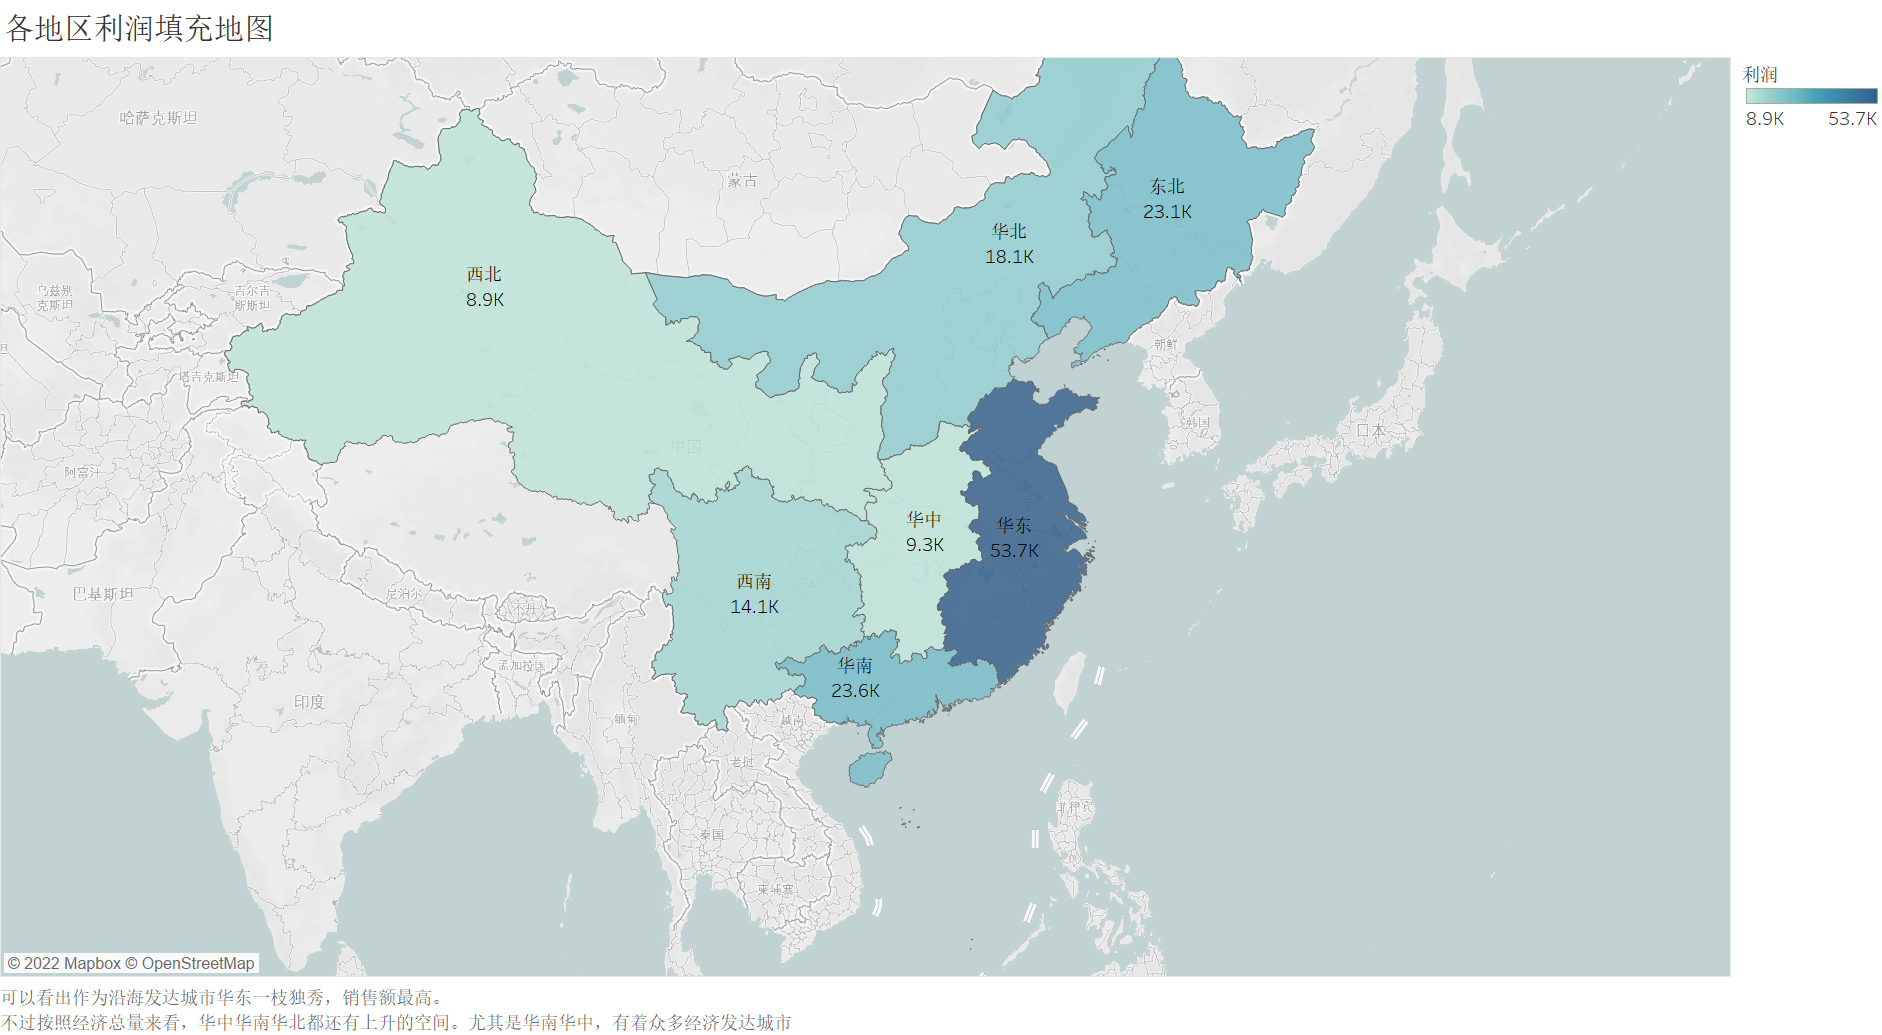 各地区利润填充地图
利润
8.9K 53.7K
哈萨克斯坦
蒙古
东北
23.1K
华北
18.1K
西北
8.9K
乌兹别
克斯坦
吉尔吉
斯斯坦
塔吉克斯坦
朝鲜
韩国
日本
中国
阿富汗
华中
9.3K
华东
53.7K
西南
14.1K
巴基斯坦
尼泊尔
不丹
孟加拉国
华南
23.6K
印度
缅甸
越南
老挝
泰国
菲律宾
柬埔寨
© 2022 Mapbox © OpenStreetMap
可以看出作为沿海发达城市华东一枝独秀，销售额最高。
不过按照经济总量来看，华中华南华北都还有上升的空间。尤其是华南华中，有着众多经济发达城市